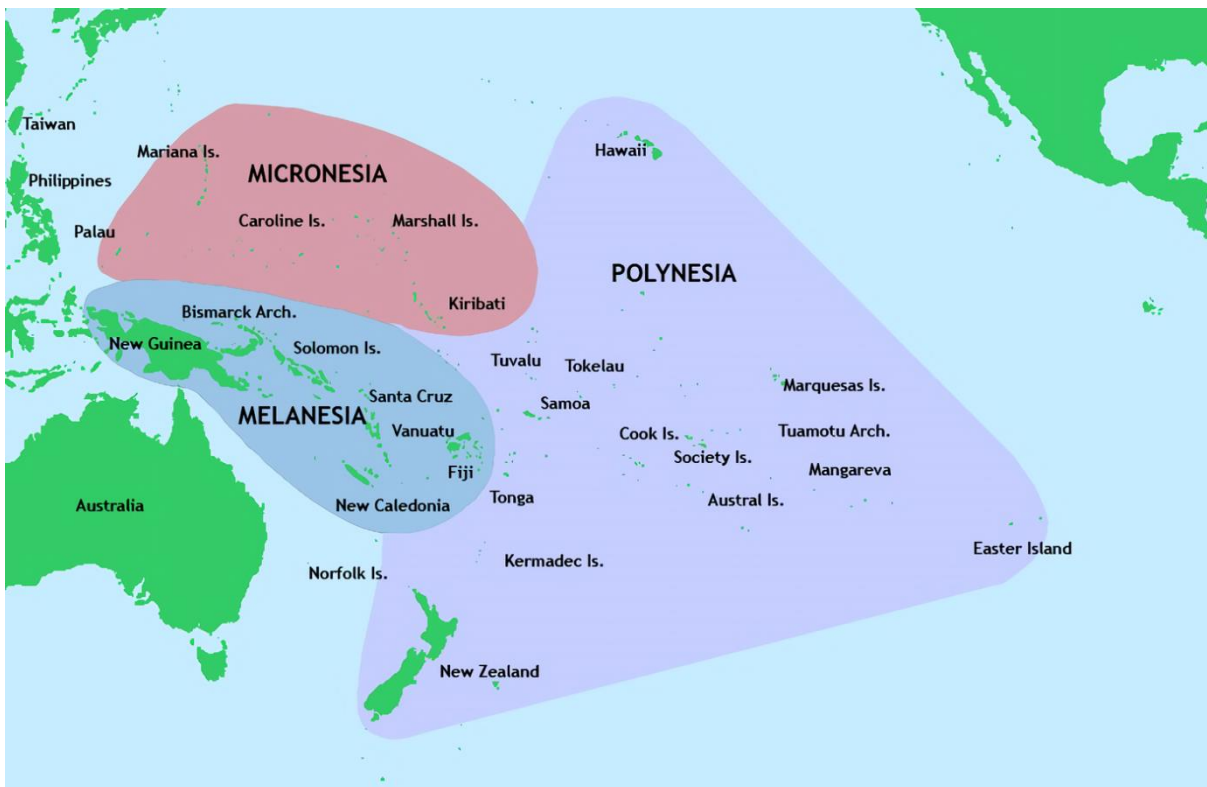 Taiwan
Hawaii
Mariana Is.
MICRONESIA
Philippines
Caroline Is.
Marshall Is.
Palau
POLYNESIA
Kiribati
Bismarck Arch.
New Guinea
Solomon Is.
Tuvalu
Tokelau
Marquesas Is.
Santa Cruz
Samoa
MELANESIA
Vanuatu
Cook Is.
Tuamotu Arch.
Society Is.
Fiji
Mangareva
Tonga
Austral Is.
Australia
New Caledonia
Easter Island
Kermadec Is.
Norfolk Is.
New Zealand